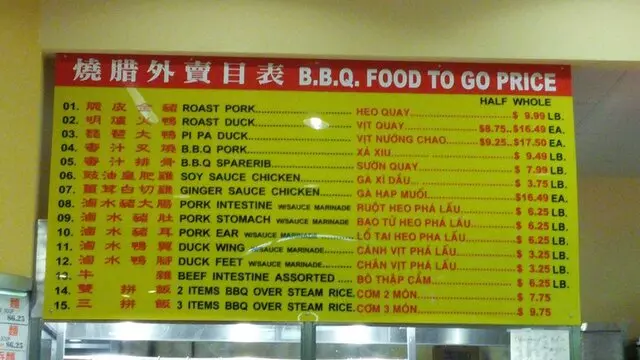 燒腊外賣目表 B.B.Q. FOOD TO GO PRICE
HALF WHOLE
01. 脆皮金豬 ROAST PORK HEO QUAY $ 9.99 LB.
02. 明爐火鴨 ROAST DUCK VỊT QUAY $8.75..$16.49 EA.
03. 琵琶大鴨 PI PA DUCK VỊT NƯỚNG CHAO $9.25...$17.50 EA.
04. 蜜汁叉燒 B.B.Q PORK XÁ XIU $ 9.49 LB.
05. 蜜汁排骨 B.B.Q SPARERIB SƯỜN QUAY $ 7.99 LB.
06. 豉油皇肥雞 SOY SAUCE CHICKEN GA XÌ DẦU $ 3.75 LB.
07. 薑茸白切雞 GINGER SAUCE CHICKEN GA HAP MUỐI $16.49 EA.
08. 滷水豬大腸 PORK INTESTINE W/SAUCE MARINADE RUỘT HEO PHÁ LẤU $ 6.25 LB.
09. 滷水豬肚 PORK STOMACH W/SAUCE MARINADE BAO TỬ HEO PHÁ LẤU $ 6.25 LB.
10. 滷水豬耳 PORK EAR W/SAUCE MARINADE LỔ TAI HEO PHÁ LẤU $ 6.25 LB.
11. 滷水鴨翼 DUCK WING W/SAUCE MARINADE CÁNH VỊT PHÁ LẤU $ 3.25 LB.
12. 滷水鴨腳 DUCK FEET W/SAUCE MARINADE CHÂN VỊT PHÁ LẤU $ 3.25 LB.
13. 牛雜 BEEF INTESTINE ASSORTED BÒ THẬP CẨM $ 6.25 LB.
14. 雙拼飯 2 ITEMS BBQ OVER STEAM RICE CƠM 2 MÓN $ 7.75
15. 三拼飯 3 ITEMS BBQ OVER STEAM RICE CƠM 3 MÓN $ 9.75